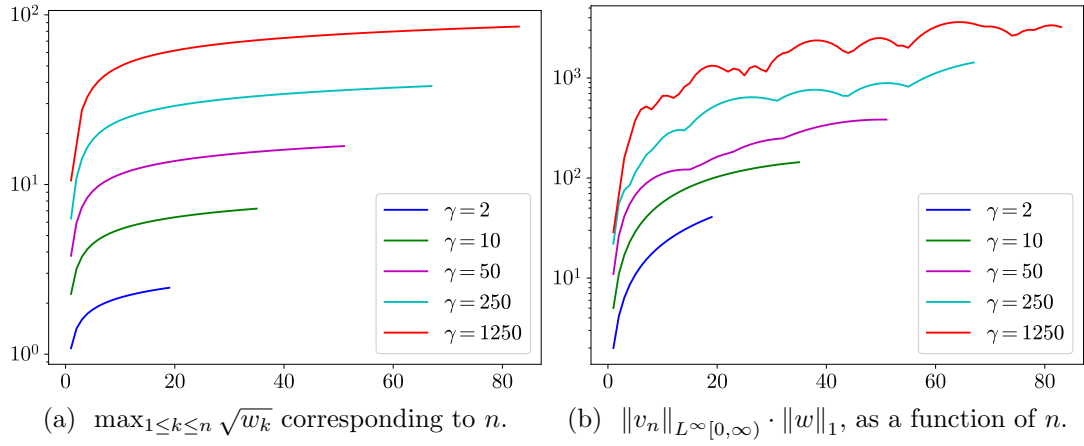 10²
10¹
10⁰
0 20 40 60 80
γ = 2
γ = 10
γ = 50
γ = 250
γ = 1250
(a) max_{1≤k≤n} √w_k corresponding to n.
10³
10²
10¹
0 20 40 60 80
γ = 2
γ = 10
γ = 50
γ = 250
γ = 1250
(b) ‖v_n‖_{L^∞[0,∞)} · ‖w‖₁, as a function of n.